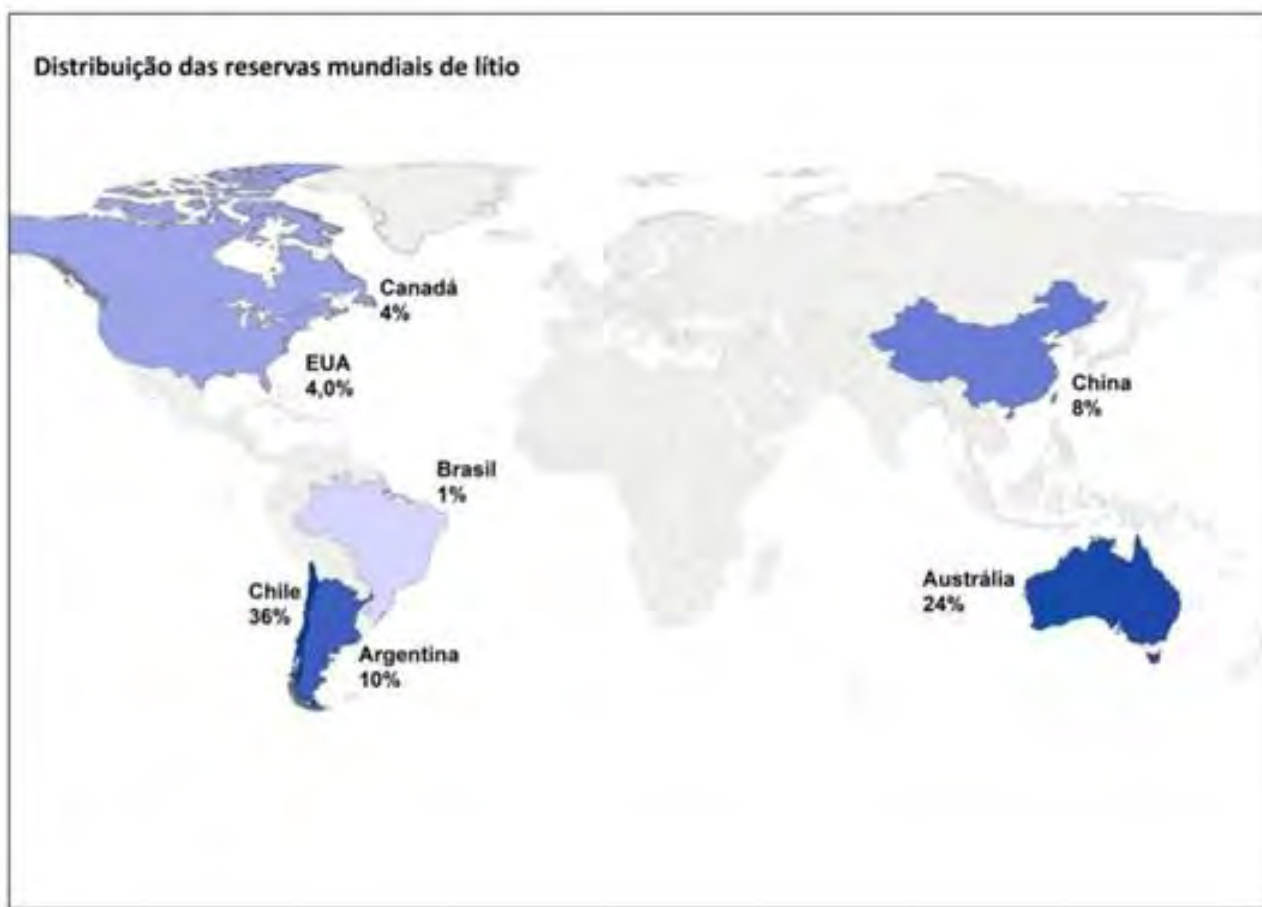 Distribuição das reservas mundiais de lítio
Canadá
4%
EUA
4,0%
China
8%
Brasil
1%
Chile
36%
Argentina
10%
Austrália
24%